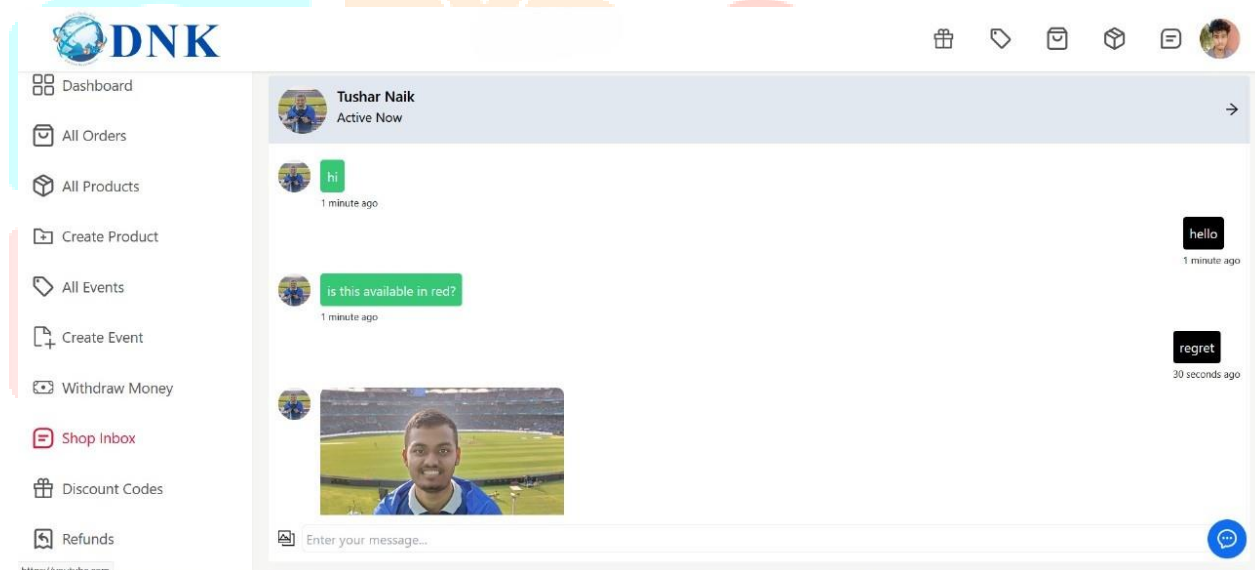 DNK
Dashboard
All Orders
All Products
Create Product
All Events
Create Event
Withdraw Money
Shop Inbox
Discount Codes
Refunds
Tushar Naik
Active Now
hi
1 minute ago
hello
1 minute ago
is this available in red?
1 minute ago
regret
30 seconds ago
Enter your message...